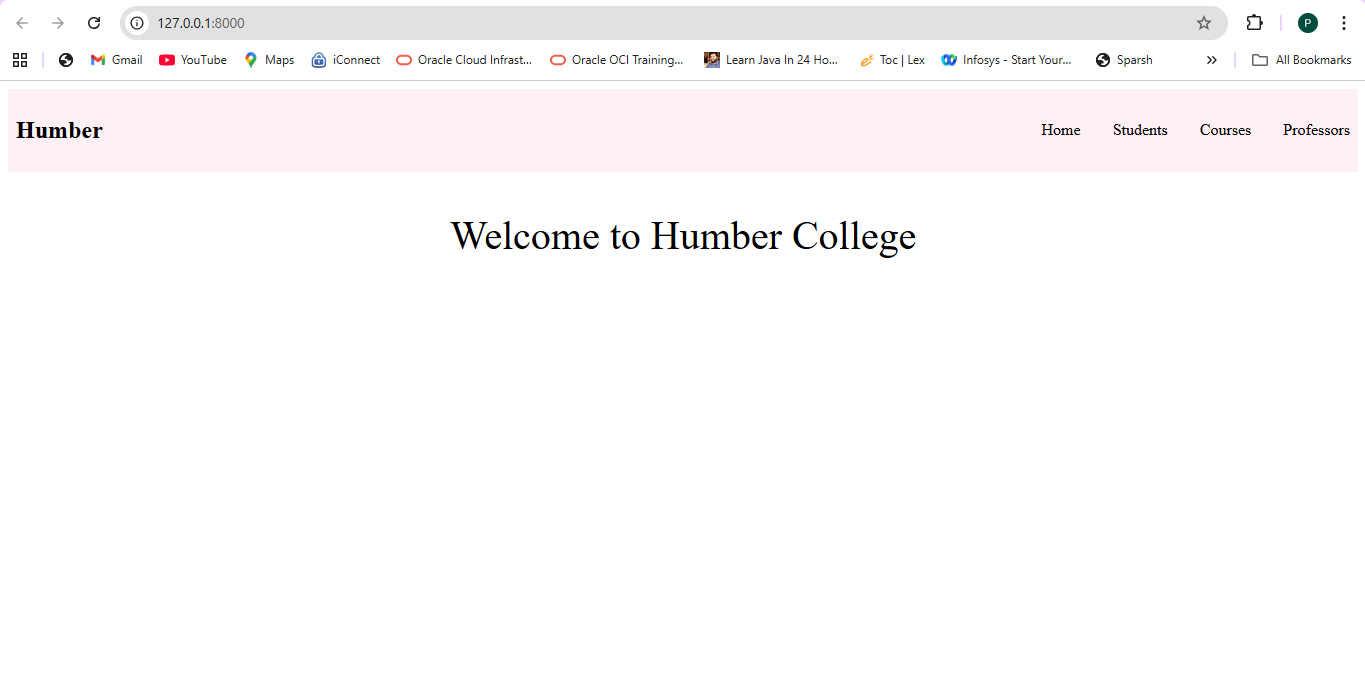 127.0.0.1:8000
Gmail YouTube Maps iConnect Oracle Cloud Infrast... Oracle OCI Training... Learn Java In 24 Ho... Toc | Lex Infosys - Start Your... Sparsh All Bookmarks
P
Humber Home Students Courses Professors
Welcome to Humber College